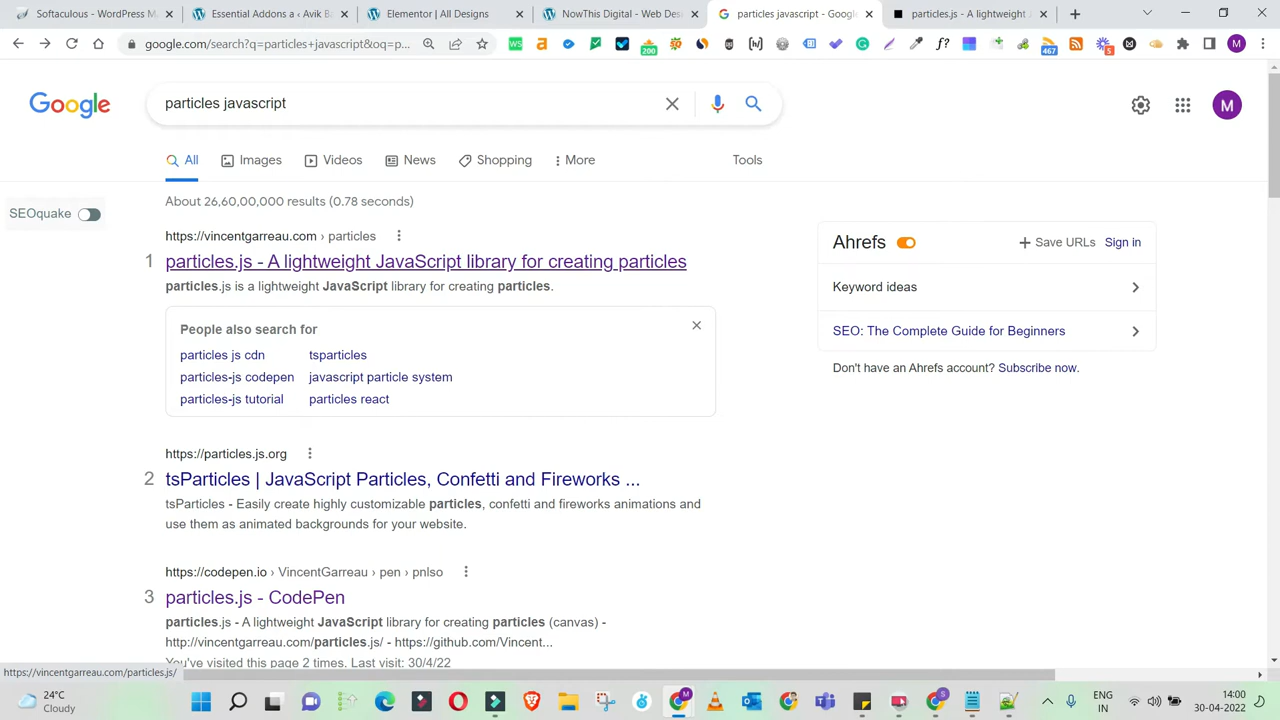 Softaculous - WordPress M
Essential Addons ‹ Avik Ba
Elementor | All Designs
NowThis Digital - Web Des
particles javascript - Google
particles.js - A lightweight J
google.com/search?q=particles+javascript&oq=p...
200
467
5
M
Google
particles javascript
M
All
Images
Videos
News
Shopping
More
Tools
About 26,60,00,000 results (0.78 seconds)
SEOquake
https://vincentgarreau.com › particles
1
particles.js - A lightweight JavaScript library for creating particles
particles.js is a lightweight JavaScript library for creating particles.
People also search for
particles js cdn
tsparticles
particles-js codepen
javascript particle system
particles-js tutorial
particles react
Ahrefs
Save URLs
Sign in
Keyword ideas
SEO: The Complete Guide for Beginners
Don't have an Ahrefs account? Subscribe now.
https://particles.js.org
2
tsParticles | JavaScript Particles, Confetti and Fireworks ...
tsParticles - Easily create highly customizable particles, confetti and fireworks animations and
use them as animated backgrounds for your website.
https://codepen.io › VincentGarreau › pen › pnlso
3
particles.js - CodePen
particles.js - A lightweight JavaScript library for creating particles (canvas) -
http://vincentgarreau.com/particles.js/ - https://github.com/Vincent...
You've visited this page 2 times. Last visit: 30/4/22
https://vincentgarreau.com/particles.js/
24°C
Cloudy
ENG
IN
14:00
30-04-2022